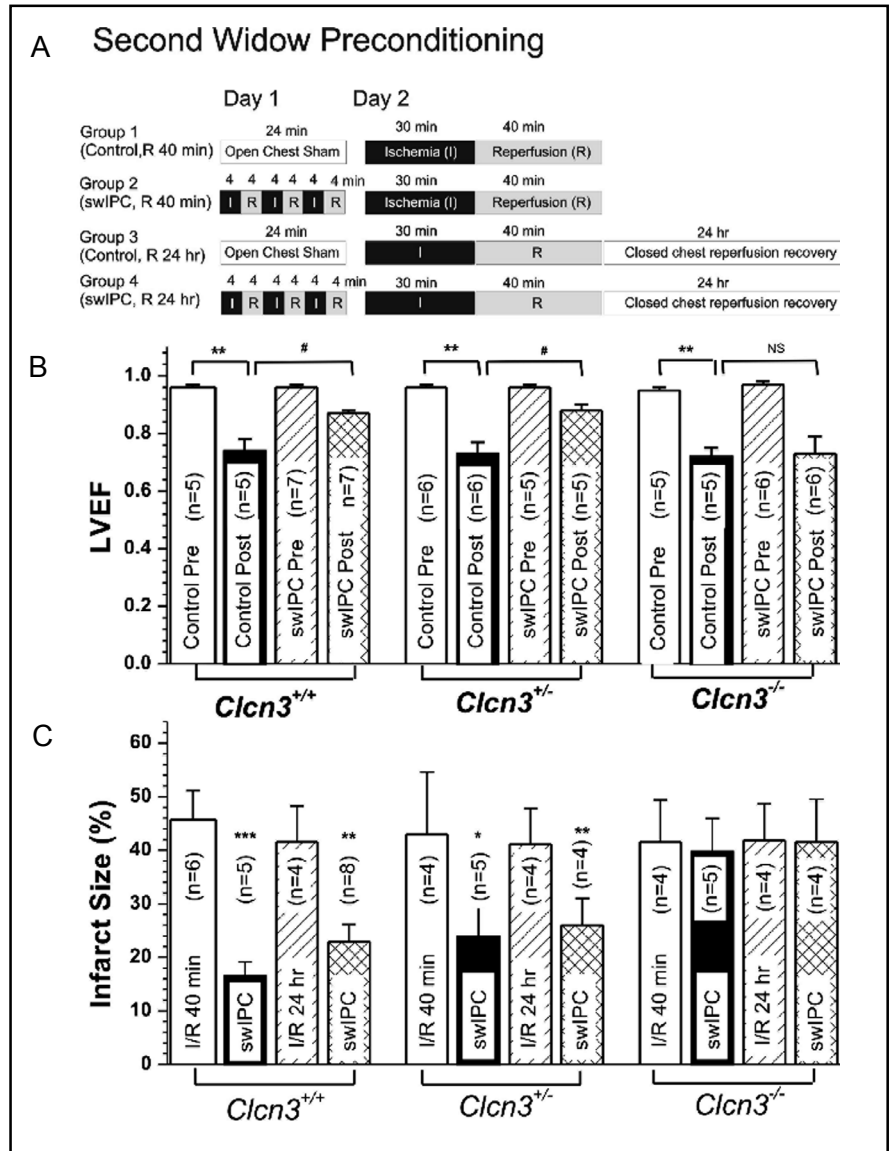 A Second Widow Preconditioning
Day 1 Day 2
Group 1
(Control,R 40 min)
24 min 30 min 40 min
Open Chest Sham Ischemia (I) Reperfusion (R)
Group 2
(swIPC, R 40 min)
4 4 4 4 4 4 min 30 min 40 min
I R I R I R Ischemia (I) Reperfusion (R)
Group 3
(Control, R 24 hr)
24 min 30 min 40 min 24 hr
Open Chest Sham I R Closed chest reperfusion recovery
Group 4
(swIPC, R 24 hr)
4 4 4 4 4 4 min 30 min 40 min 24 hr
I R I R I R I R Closed chest reperfusion recovery
B
** # ** # ** NS
LVEF
1.0
0.8
0.6
0.4
0.2
0.0
Control Pre (n=5)
Control Post (n=5)
swIPC Pre (n=7)
swIPC Post n=7)
Control Pre (n=6)
Control Post (n=6)
swIPC Pre (n=5)
swIPC Post (n=5)
Control Pre (n=5)
Control Post (n=5)
swIPC Pre (n=6)
swIPC Post (n=6)
Clcn3+/+ Clcn3+/- Clcn3-/-
C
Infarct Size (%)
60
50
40
30
20
10
0
I/R 40 min (n=6)
swIPC (n=5) ***
I/R 24 hr (n=4)
swIPC (n=8) **
I/R 40 min (n=4)
swIPC (n=5) *
I/R 24 hr (n=4)
swIPC (n=4) **
I/R 40 min (n=4)
swIPC (n=5)
I/R 24 hr (n=4)
swIPC (n=4)
Clcn3+/+ Clcn3+/- Clcn3-/-